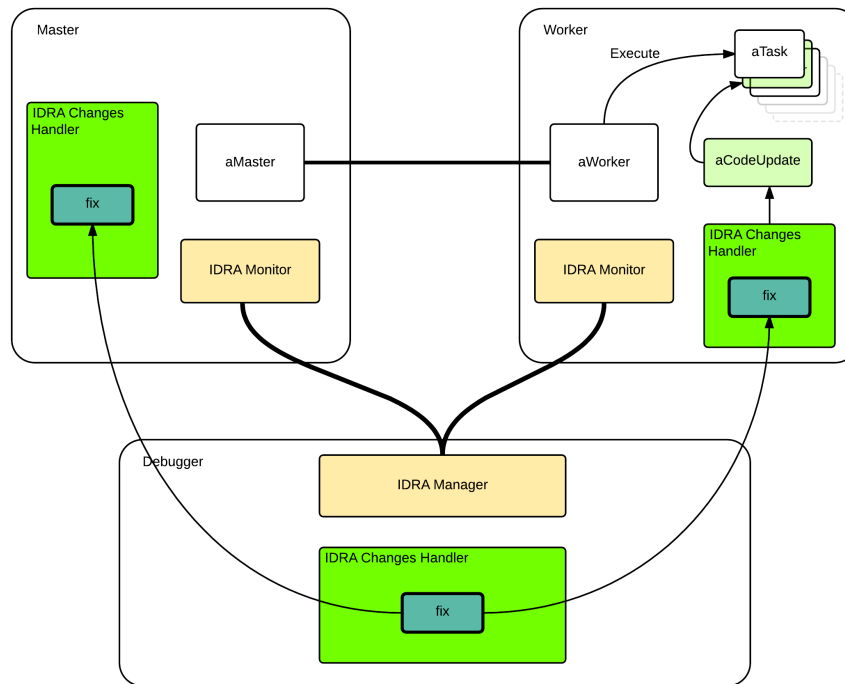 Master
IDRA Changes
Handler
fix
aMaster
IDRA Monitor
Worker
Execute
aTask
aWorker
aCodeUpdate
IDRA Monitor
IDRA Changes
Handler
fix
Debugger
IDRA Manager
IDRA Changes Handler
fix